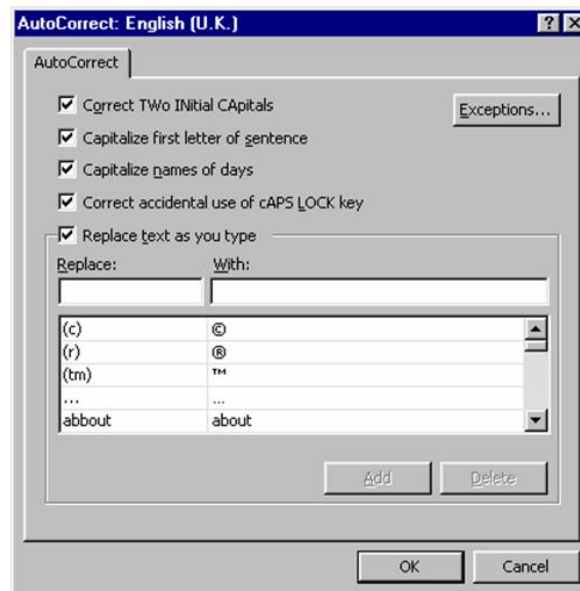 AutoCorrect: English (U.K.)
AutoCorrect
Correct TWo INitial CApitals
Exceptions...
Capitalize first letter of sentence
Capitalize names of days
Correct accidental use of cAPS LOCK key
Replace text as you type
Replace: With:
(c) ©
(r) ®
(tm) ™
... …
abbout about
Add Delete
OK Cancel